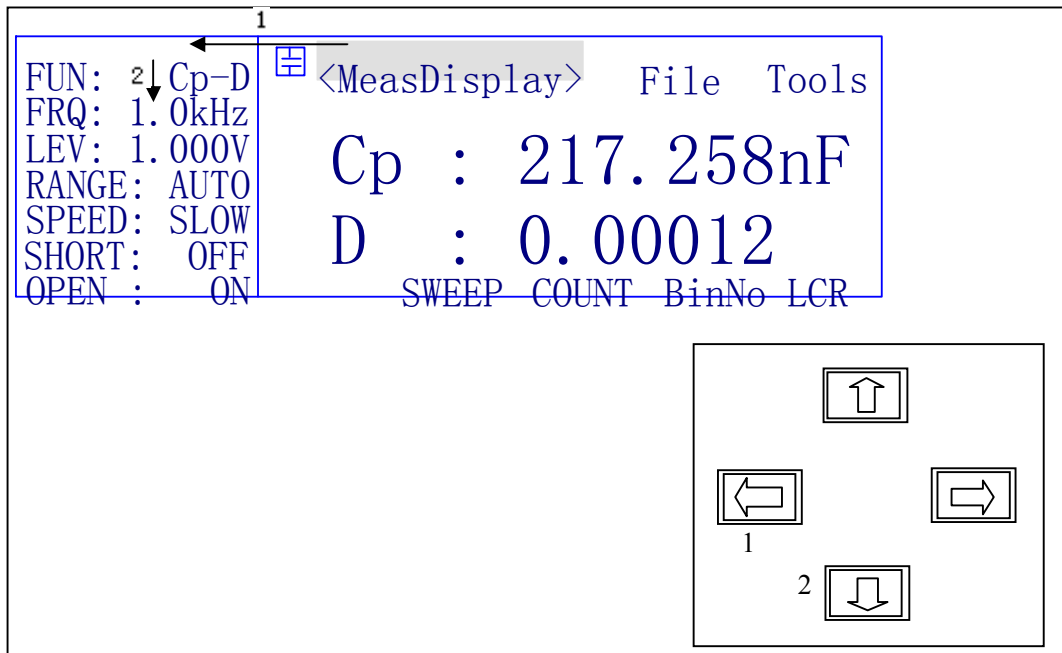 1
FUN: 2 Cp-D
FRQ: 1.0kHz
LEV: 1.000V
RANGE: AUTO
SPEED: SLOW
SHORT: OFF
OPEN : ON
<MeasDisplay> File Tools
Cp : 217.258nF
D : 0.00012
SWEEP COUNT BinNo LCR
1
2